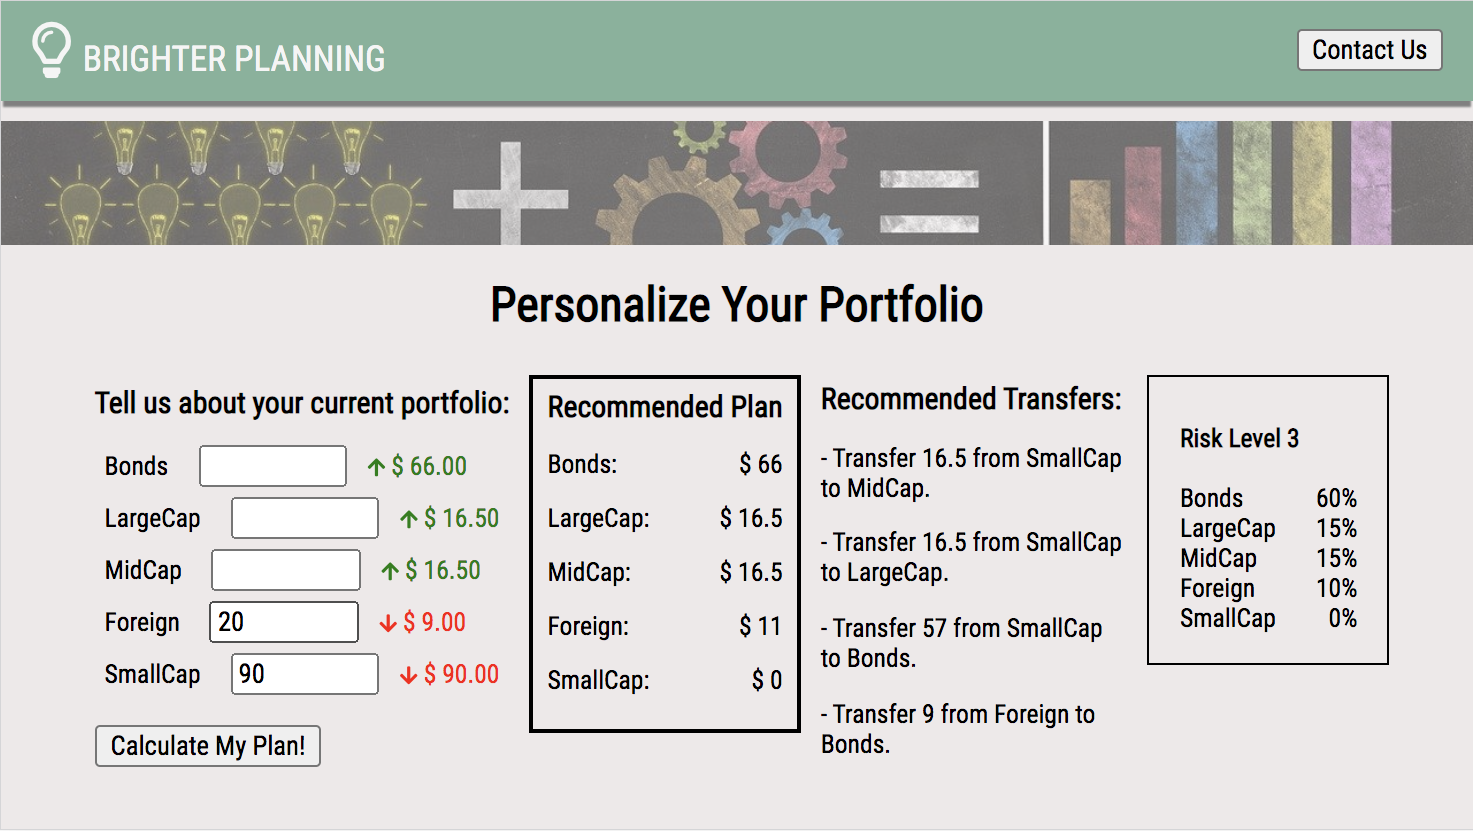 BRIGHTER PLANNING
Contact Us
Personalize Your Portfolio
Tell us about your current portfolio:
Bonds $ 66.00
LargeCap $ 16.50
MidCap $ 16.50
Foreign 20 $ 9.00
SmallCap 90 $ 90.00
Calculate My Plan!
Recommended Plan
Bonds: $ 66
LargeCap: $ 16.5
MidCap: $ 16.5
Foreign: $ 11
SmallCap: $ 0
Recommended Transfers:
- Transfer 16.5 from SmallCap
to MidCap.
- Transfer 16.5 from SmallCap
to LargeCap.
- Transfer 57 from SmallCap
to Bonds.
- Transfer 9 from Foreign to
Bonds.
Risk Level 3
Bonds 60%
LargeCap 15%
MidCap 15%
Foreign 10%
SmallCap 0%